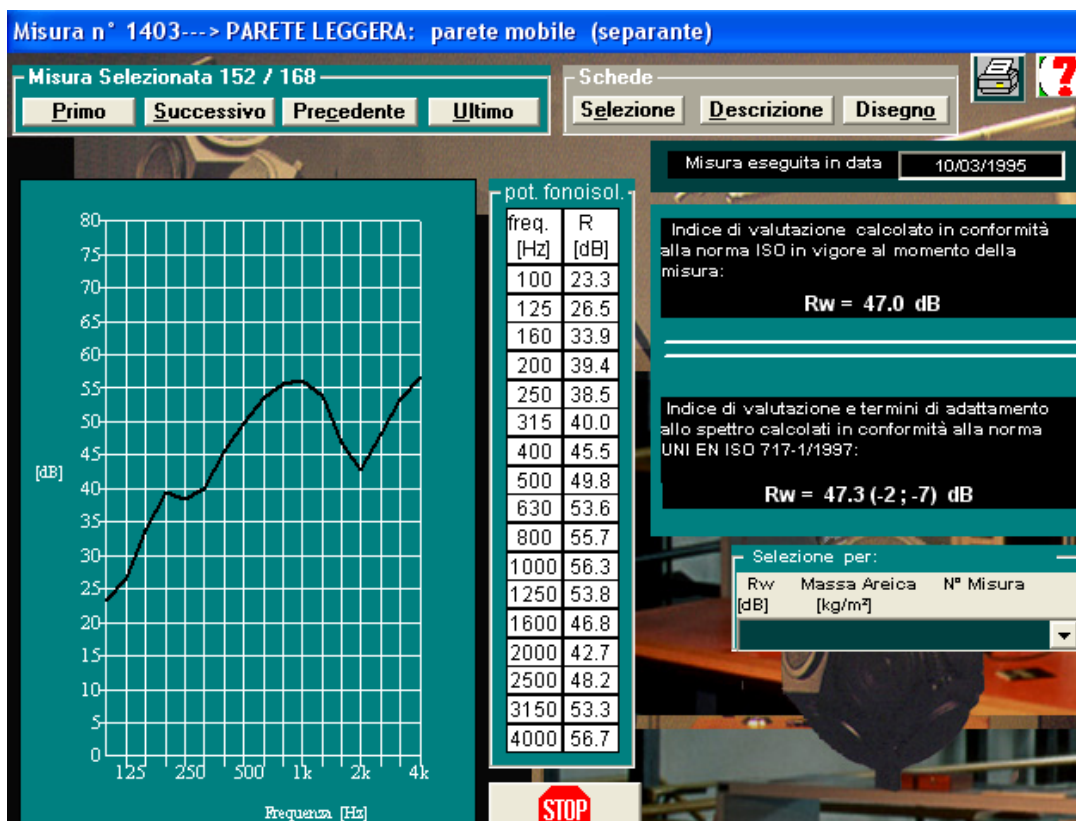 Misura n° 1403---> PARETE LEGGERA: parete mobile (separante)
Misura Selezionata 152 / 168
Primo Successivo Precedente Ultimo
Schede
Selezione Descrizione Disegno
?
Misura eseguita in data 10/03/1995
80
75
70
65
60
55
50
45
40
35
30
25
20
15
10
5
0
[dB]
125 250 500 1k 2k 4k
Frequenza [Hz]
pot. fonoisol.
freq. R
[Hz] [dB]
100 23.3
125 26.5
160 33.9
200 39.4
250 38.5
315 40.0
400 45.5
500 49.8
630 53.6
800 55.7
1000 56.3
1250 53.8
1600 46.8
2000 42.7
2500 48.2
3150 53.3
4000 56.7
STOP
Indice di valutazione calcolato in conformità
alla norma ISO in vigore al momento della
misura:
Rw = 47.0 dB
Indice di valutazione e termini di adattamento
allo spettro calcolati in conformità alla norma
UNI EN ISO 717-1/1997:
Rw = 47.3 (-2 ; -7) dB
Selezione per:
Rw Massa Areica N° Misura
[dB] [kg/m²]